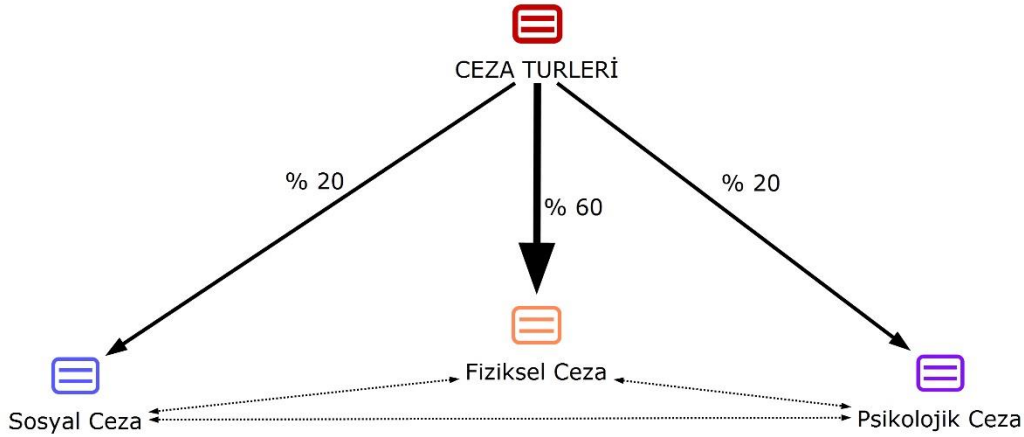 CEZA TURLERİ
% 20
% 60
% 20
Fiziksel Ceza
Sosyal Ceza
Psikolojik Ceza